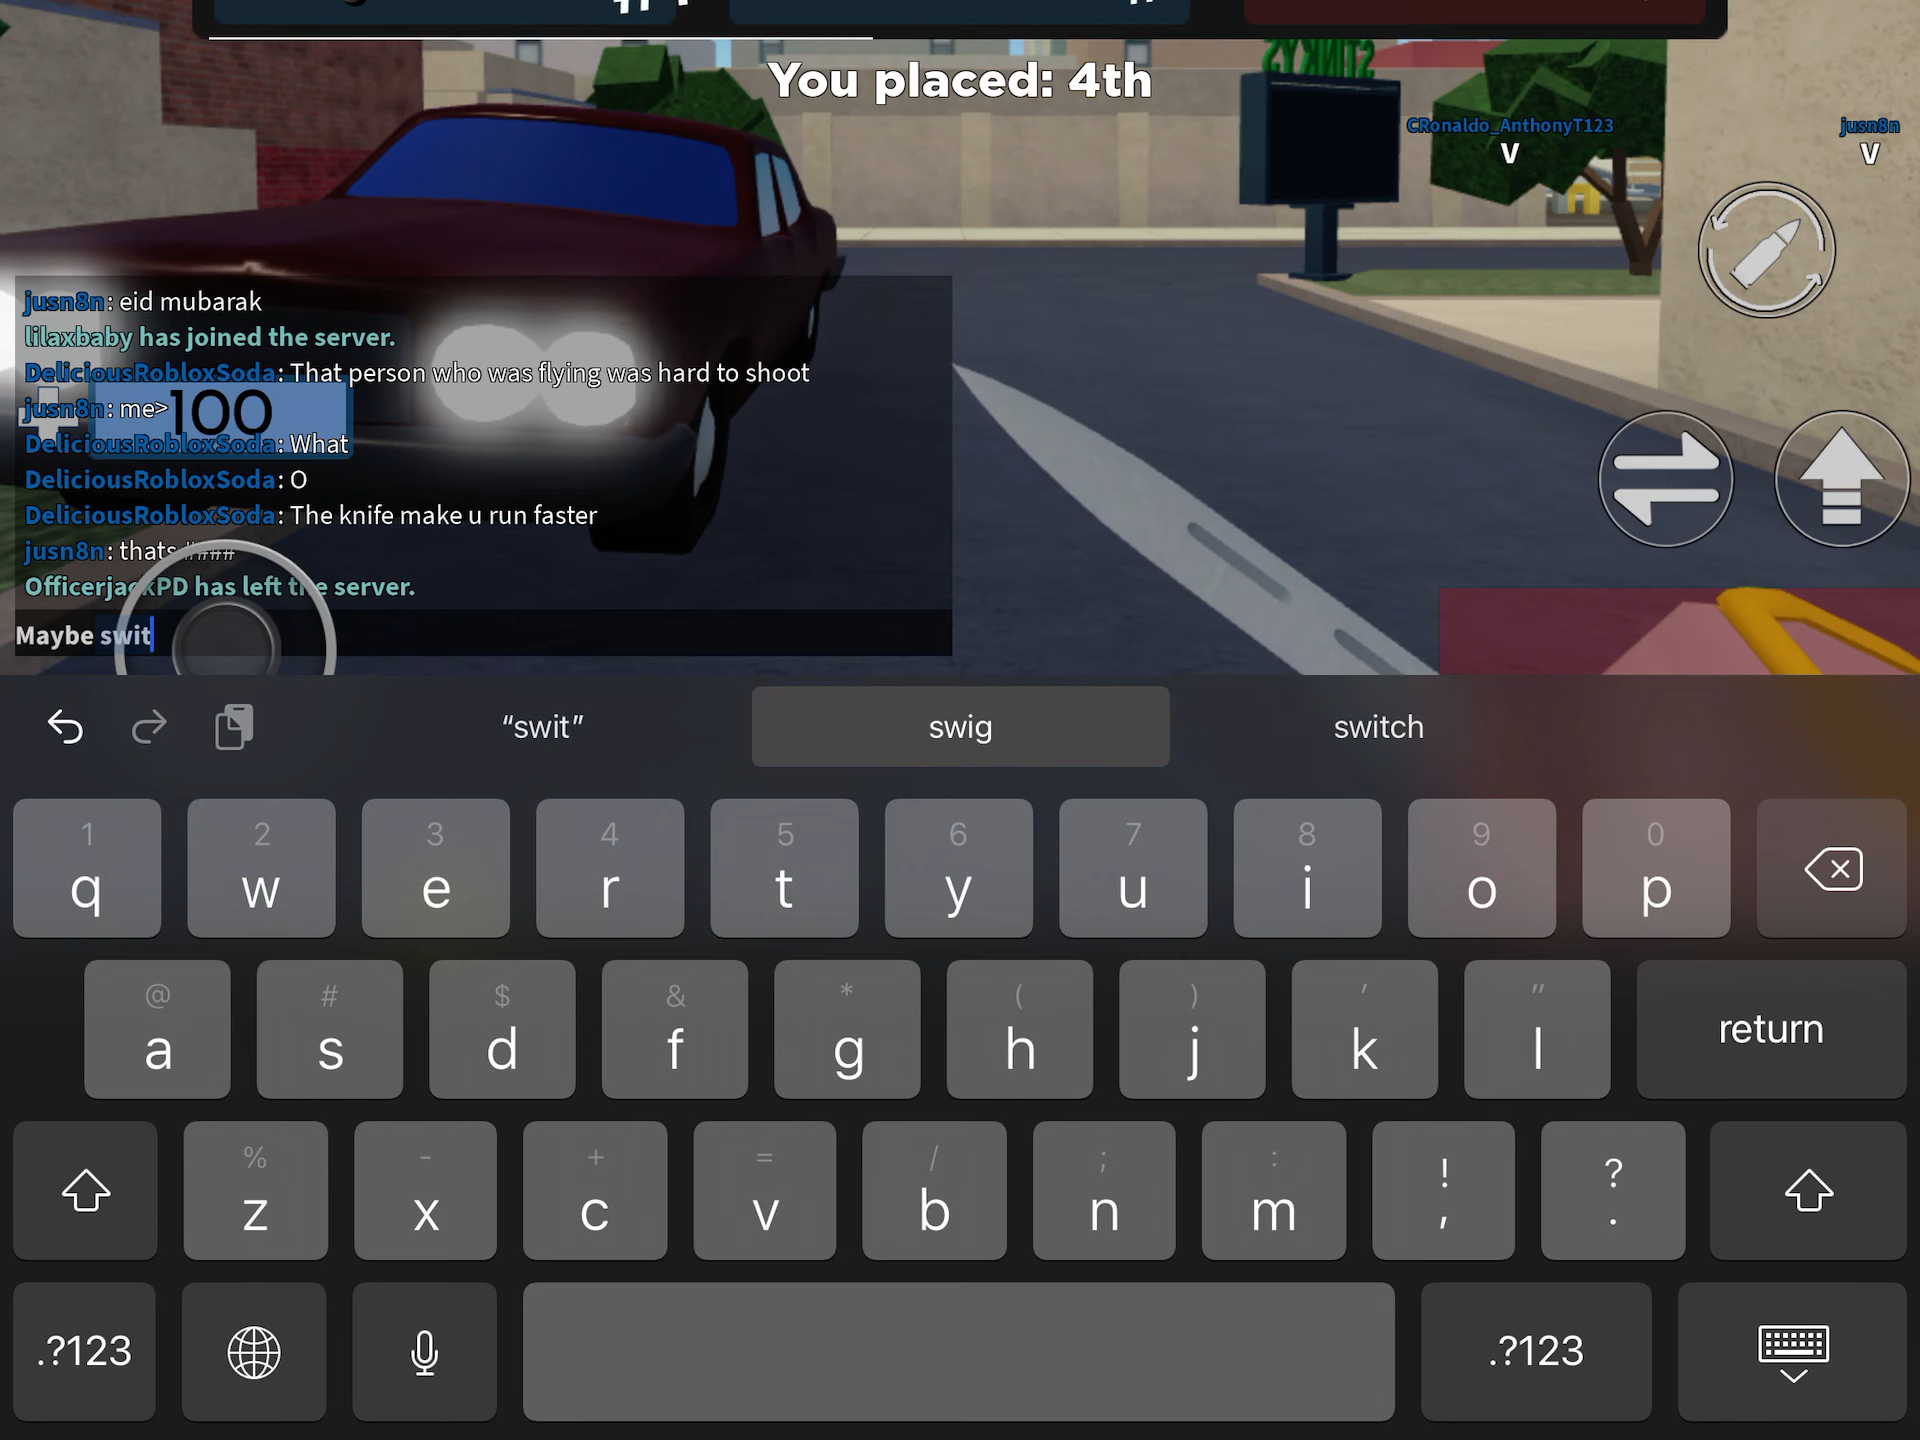 You placed: 4th
STINKYS
CRonaldo_AnthonyT123
V
jusn8n
V
jusn8n: eid mubarak
lilaxbaby has joined the server.
DeliciousRobloxSoda: That person who was flying was hard to shoot
jusn8n: me>
100
DeliciousRobloxSoda: What
DeliciousRobloxSoda: O
DeliciousRobloxSoda: The knife make u run faster
jusn8n: thats ####
OfficerjackPD has left the server.
Maybe swit
“swit” swig switch
1 2 3 4 5 6 7 8 9 0
q w e r t y u i o p
@ # $ & * ( ) ' "
a s d f g h j k l return
% - + = / ; : ! ?
z x c v b n m , .
.?123 .?123